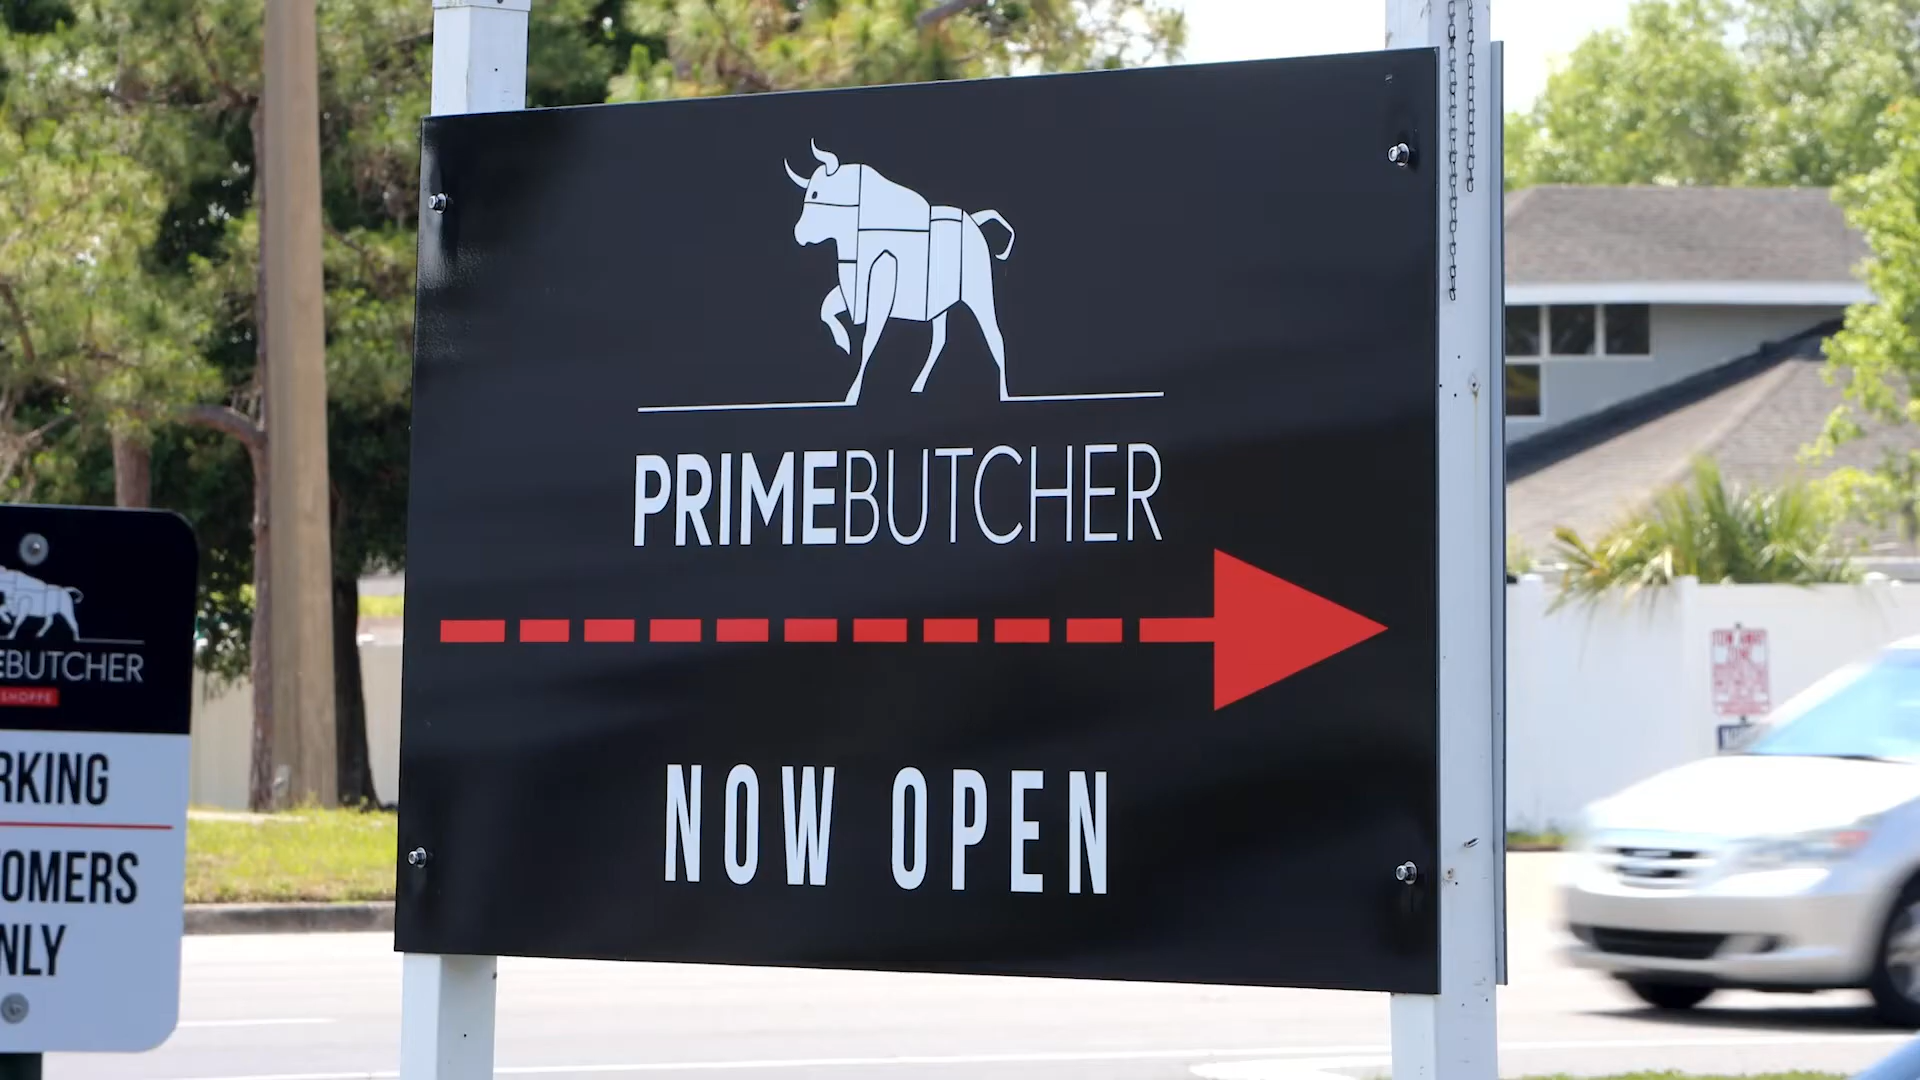 PRIMEBUTCHER
NOW OPEN
EBUTCHER
SHOPPE
RKING
OMERS
NLY